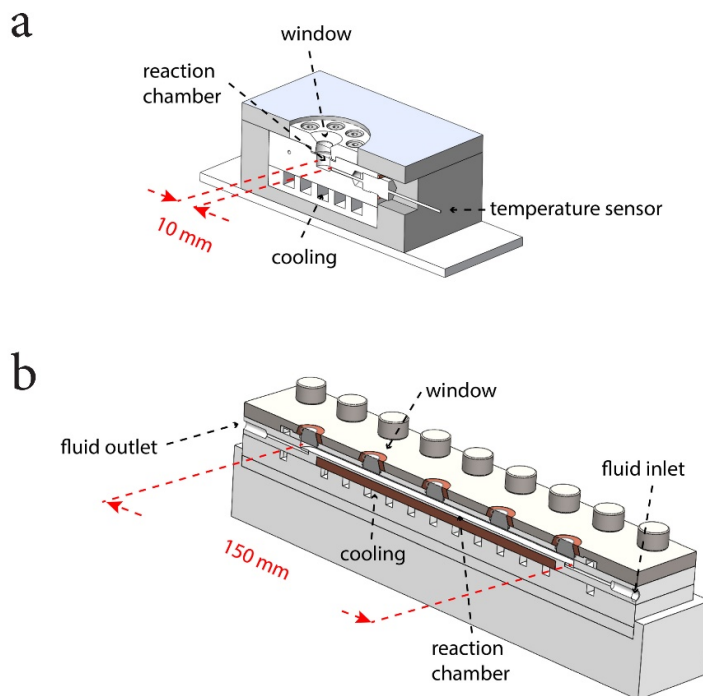 a
window
reaction
chamber
temperature sensor
10 mm
cooling
b
window
fluid outlet
fluid inlet
cooling
150 mm
reaction
chamber